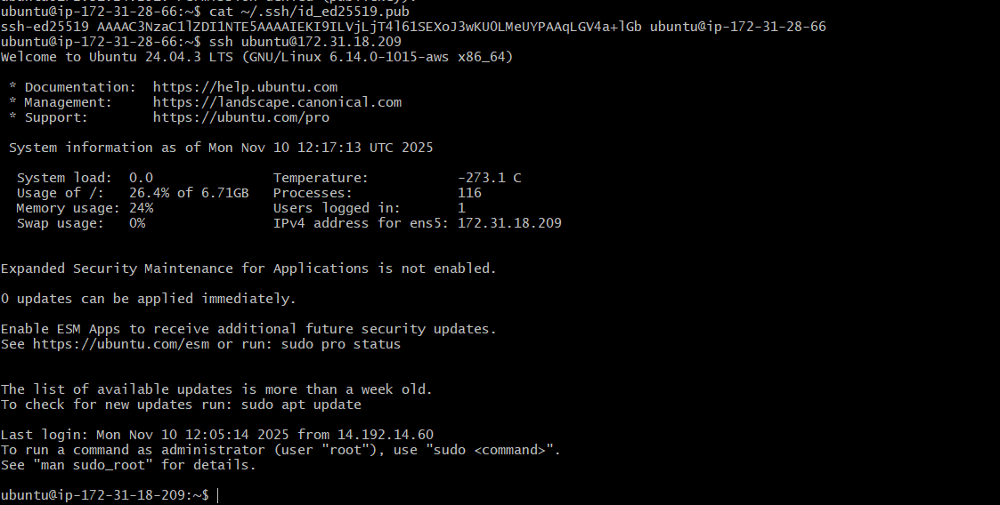 ubuntu@ip-172-31-28-66:~$ cat ~/.ssh/id_ed25519.pub
ssh-ed25519 AAAAC3NzaC1lZDI1NTE5AAAAIEKI9ILVjLjT4l61SEXoJ3wKU0LMeUYPAAqLGV4a+lGb ubuntu@ip-172-31-28-66
ubuntu@ip-172-31-28-66:~$ ssh ubuntu@172.31.18.209
Welcome to Ubuntu 24.04.3 LTS (GNU/Linux 6.14.0-1015-aws x86_64)
* Documentation: https://help.ubuntu.com
* Management: https://landscape.canonical.com
* Support: https://ubuntu.com/pro
System information as of Mon Nov 10 12:17:13 UTC 2025
System load: 0.0 Temperature: -273.1 C
Usage of /: 26.4% of 6.71GB Processes: 116
Memory usage: 24% Users logged in: 1
Swap usage: 0% IPv4 address for ens5: 172.31.18.209
Expanded Security Maintenance for Applications is not enabled.
0 updates can be applied immediately.
Enable ESM Apps to receive additional future security updates.
See https://ubuntu.com/esm or run: sudo pro status
The list of available updates is more than a week old.
To check for new updates run: sudo apt update
Last login: Mon Nov 10 12:05:14 2025 from 14.192.14.60
To run a command as administrator (user "root"), use "sudo <command>".
See "man sudo_root" for details.
ubuntu@ip-172-31-18-209:~$